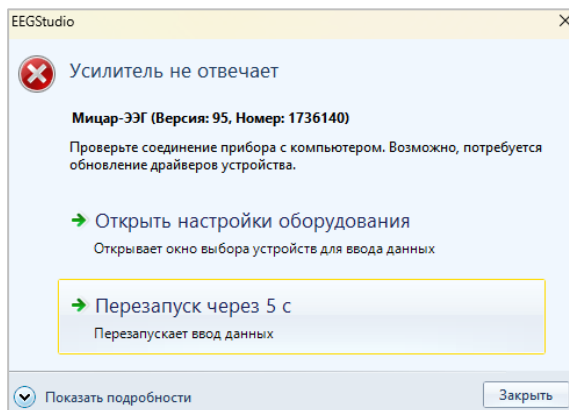 EEGStudio
Усилитель не отвечает
Мицар-ЭЭГ (Версия: 95, Номер: 1736140)
Проверьте соединение прибора с компьютером. Возможно, потребуется
обновление драйверов устройства.
Открыть настройки оборудования
Открывает окно выбора устройств для ввода данных
Перезапуск через 5 с
Перезапускает ввод данных
Показать подробности
Закрыть